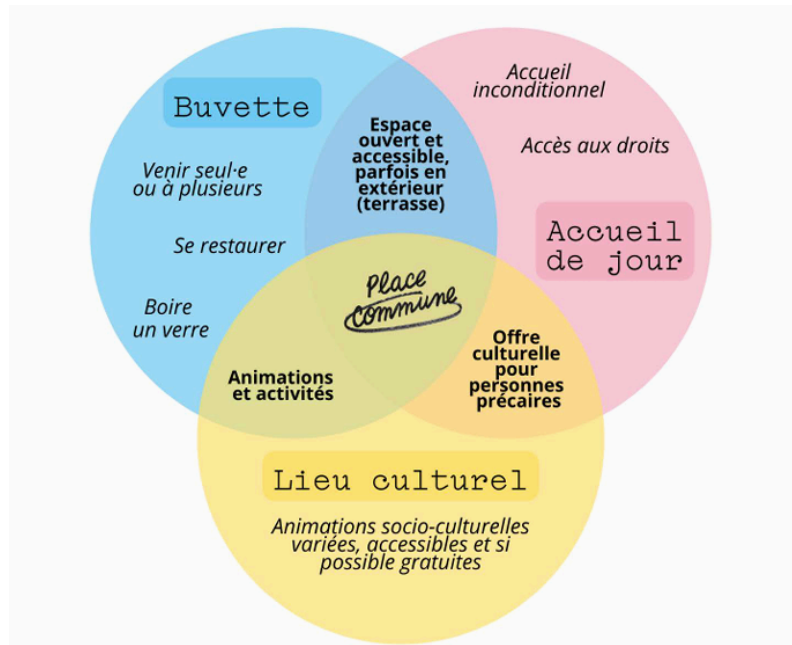 Buvette
Venir seul·e
ou à plusieurs
Se restaurer
Boire
un verre
Espace
ouvert et
accessible,
parfois en
extérieur
(terrasse)
Accueil
inconditionnel
Accès aux droits
Accueil
de jour
Place
commune
Animations
et activités
Offre
culturelle
pour
personnes
précaires
Lieu culturel
Animations socio-culturelles
variées, accessibles et si
possible gratuites